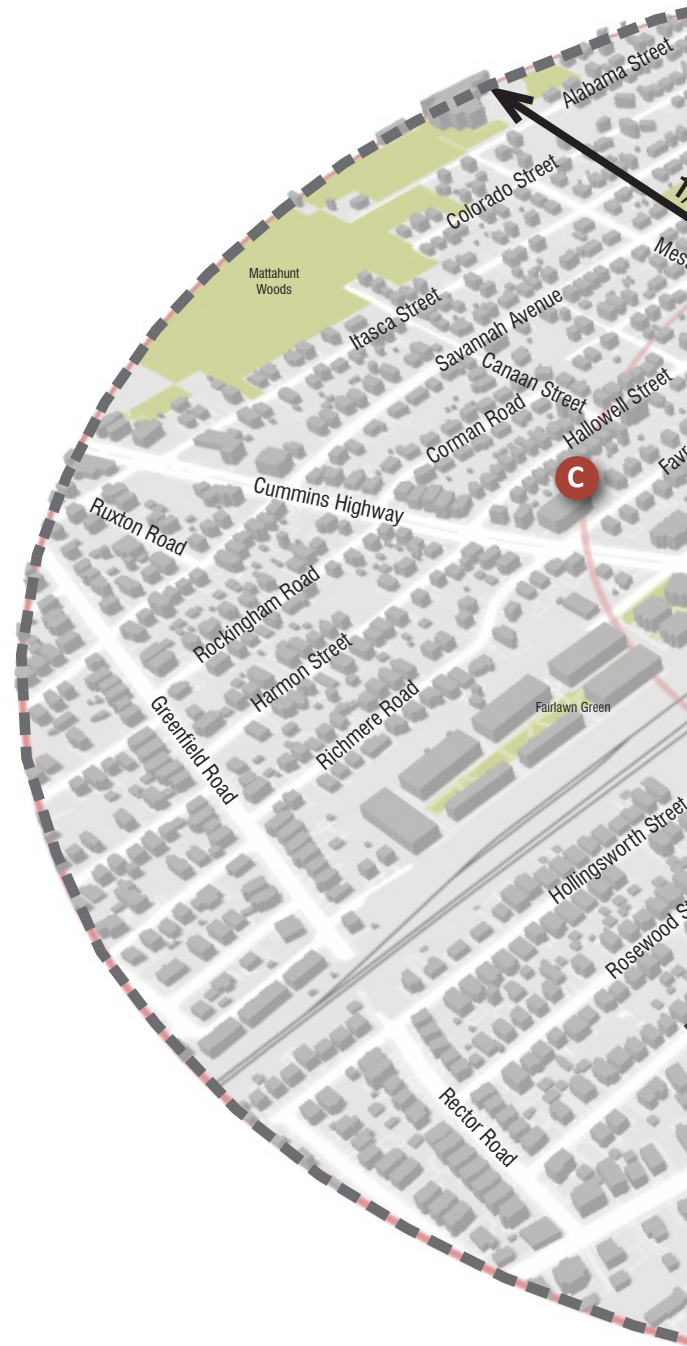 Alabama Street
Colorado Street
Mattahunt
Woods
Itasca Street
Savannah Avenue
Canaan Street
Corman Road
Hallowell Street
C
Cummins Highway
Ruxton Road
Rockingham Road
Harmon Street
Greenfield Road
Richmere Road
Fairlawn Green
Hollingsworth Street
Rosewood
Rector Road